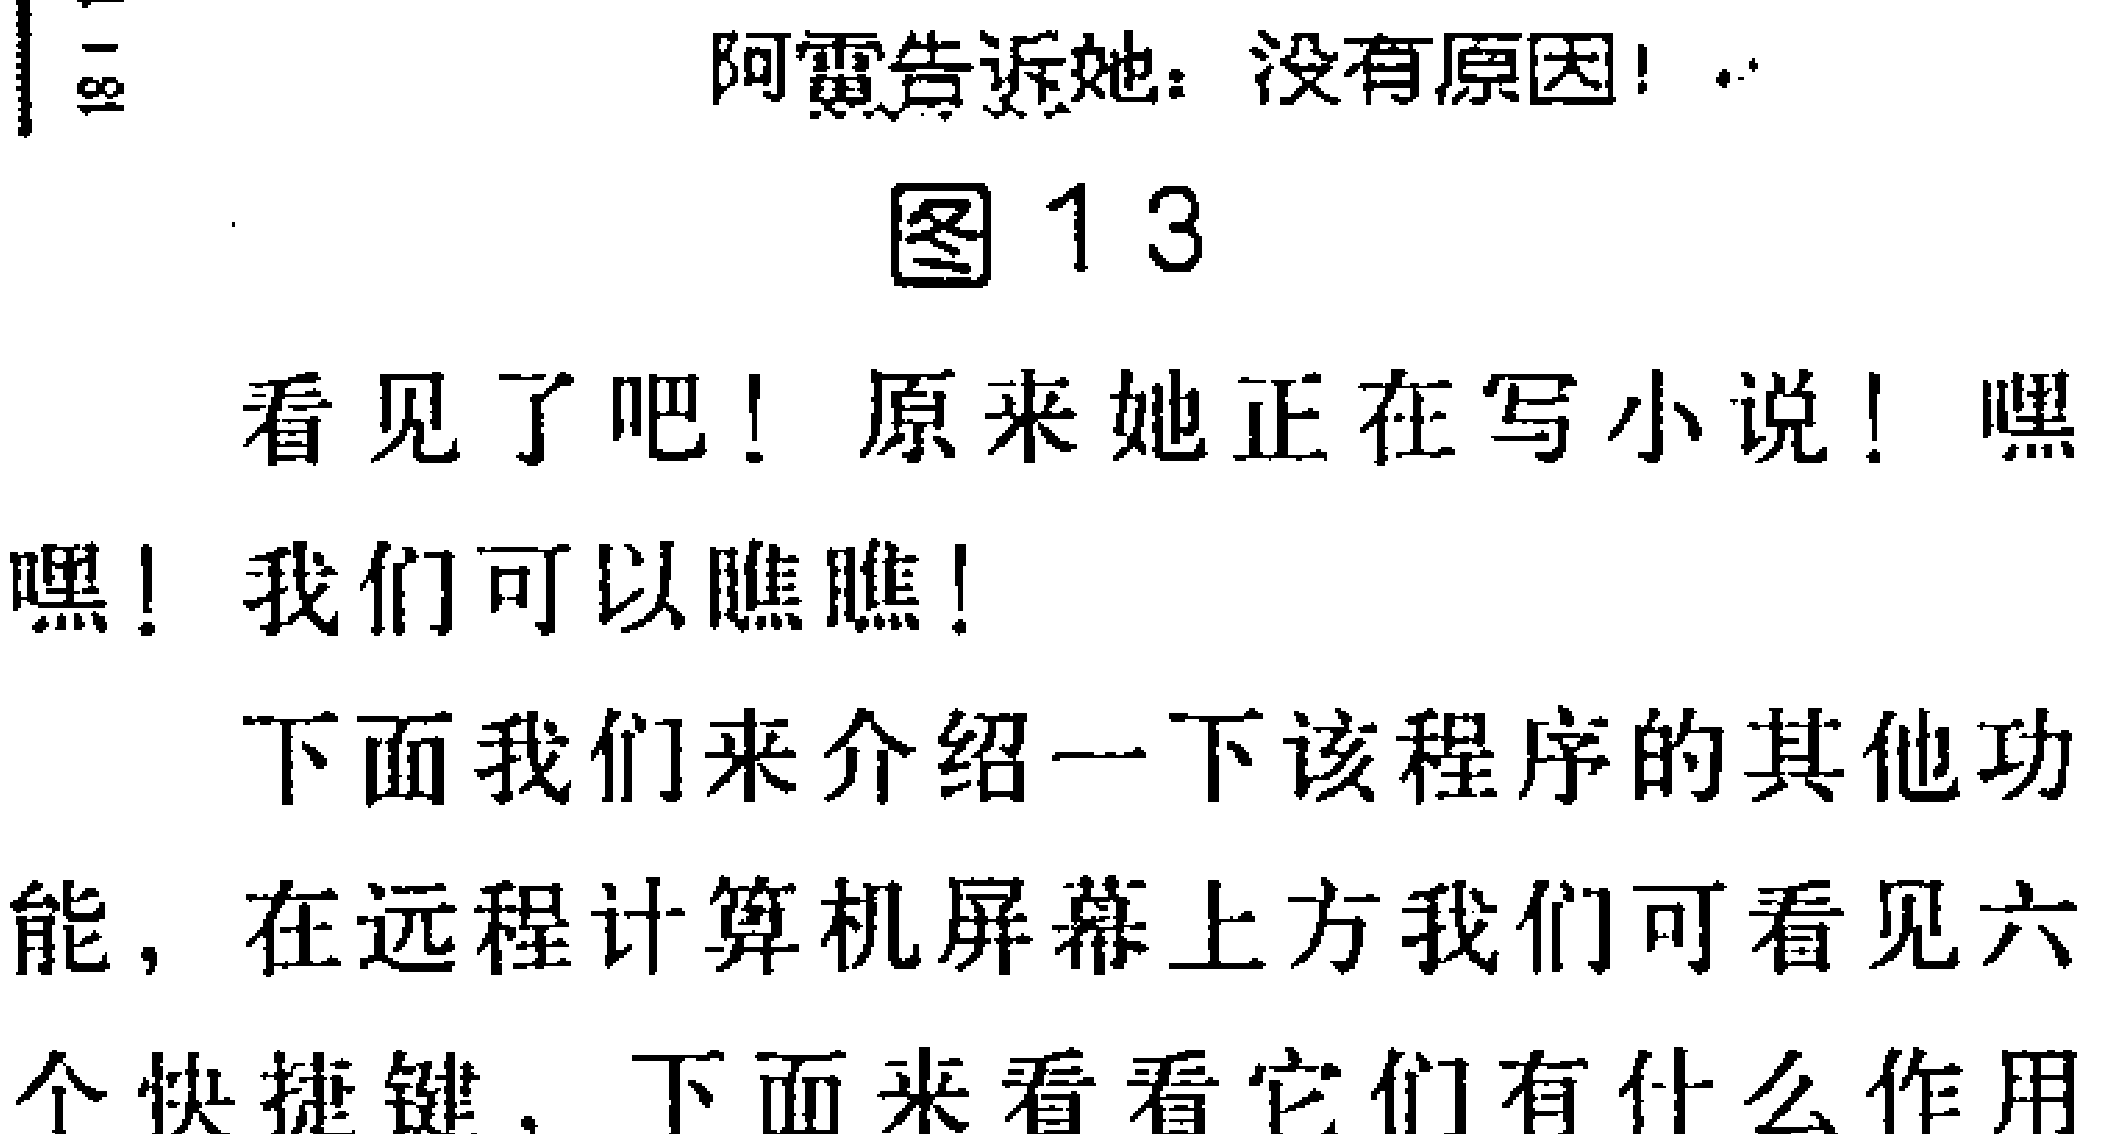 阿雷告诉她：没有原因！
图13
看见了吧！原来她正在写小说！嘿
嘿！我们可以瞧瞧！
下面我们来介绍一下该程序的其他功
能，在远程计算机屏幕上方我们可看见六
个快捷键，下面来看看它们有什么作用